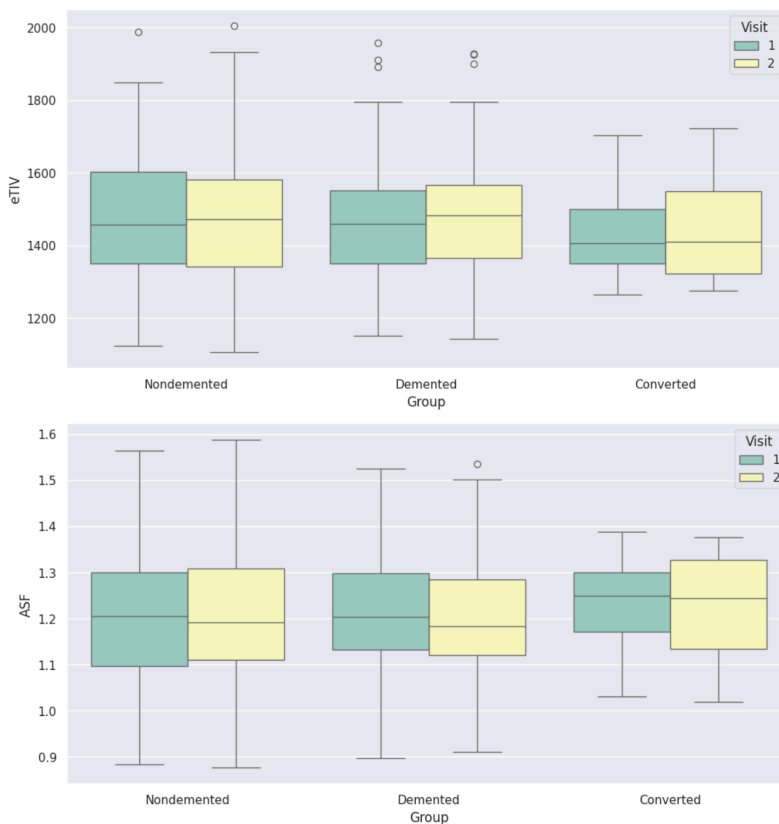 2000
1800
1600
1400
1200
eTIV
Visit
1
2
Nondemented Demented Converted
Group
1.6
1.5
1.4
1.3
1.2
1.1
1.0
0.9
ASF
Visit
1
2
Nondemented Demented Converted
Group